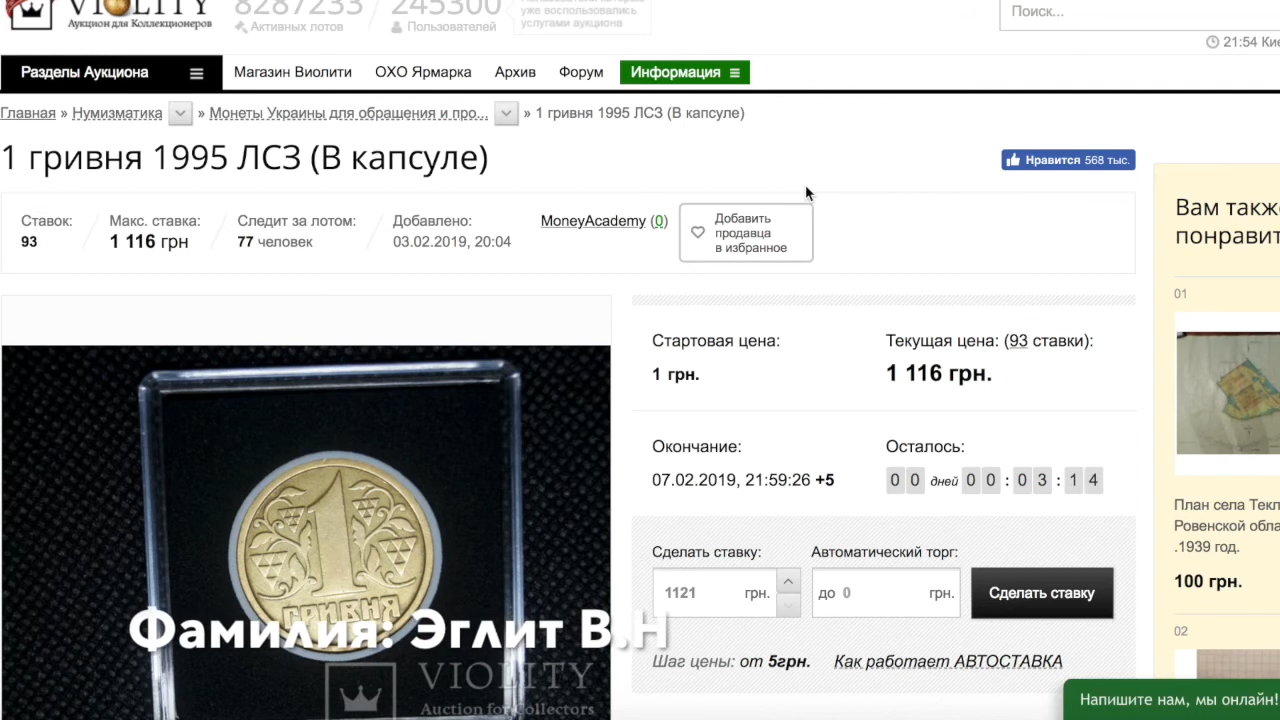 VIOLITY
Аукцион для Коллекционеров
8287233
Активных лотов
245300
Пользователей
уже воспользовались
услугами аукциона
Поиск...
21:54
Разделы Аукциона
Магазин Виолити
ОХО Ярмарка
Архив
Форум
Информация
Главная » Нумизматика » Монеты Украины для обращения и про... » 1 гривня 1995 ЛСЗ (В капсуле)
1 гривня 1995 ЛСЗ (В капсуле)
Нравится 568 тыс.
Ставок:
93
Макс. ставка:
1 116 грн
Следит за лотом:
77 человек
Добавлено:
03.02.2019, 20:04
MoneyAcademy (0)
Добавить
продавца
в избранное
Стартовая цена:
1 грн.
Текущая цена: (93 ставки):
1 116 грн.
Окончание:
07.02.2019, 21:59:26 +5
Осталось:
0 0 дней 0 0 : 0 3 : 1 4
Сделать ставку:
1121 грн.
Автоматический торг:
до 0 грн.
Сделать ставку
Шаг цены: от 5грн.
Как работает АВТОСТАВКА
1
ГРИВНЯ
Фамилия: Эглит В.Н
VIOLITY
Auction for Collectors
Вам
понравит
01
План села
Ровенской
.1939 год.
100 грн.
02
Напишите нам, мы онлайн!